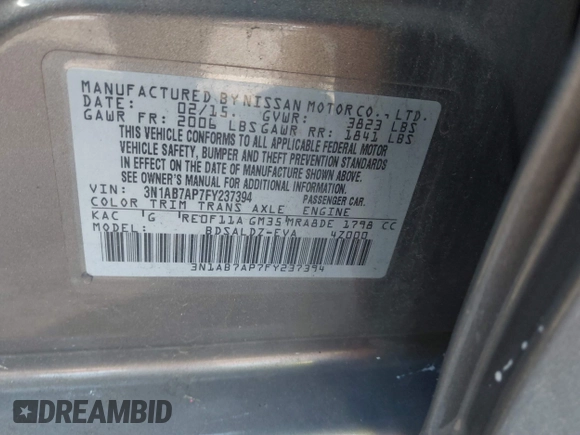 MANUFACTURED BY NISSAN MOTOR CO., LTD.
DATE: 02/15. GVWR: 3823 LBS
GAWR FR: 2006 LBS GAWR RR: 1841 LBS
THIS VEHICLE CONFORMS TO ALL APPLICABLE FEDERAL MOTOR
VEHICLE SAFETY, BUMPER AND THEFT PREVENTION STANDARDS
IN EFFECT ON THE DATE OF MANUFACTURE SHOWN ABOVE.
SEE OWNER'S MANUAL FOR VEHICLE LOADING.
VIN: 3N1AB7AP7FY237394 PASSENGER CAR.
COLOR TRIM TRANS AXLE ENGINE
KAC G RE0F11A GM35 MRA8DE 1798 CC
MODEL: BDSALDZ-EVA 47000
3N1AB7AP7FY237394
DREAMBID